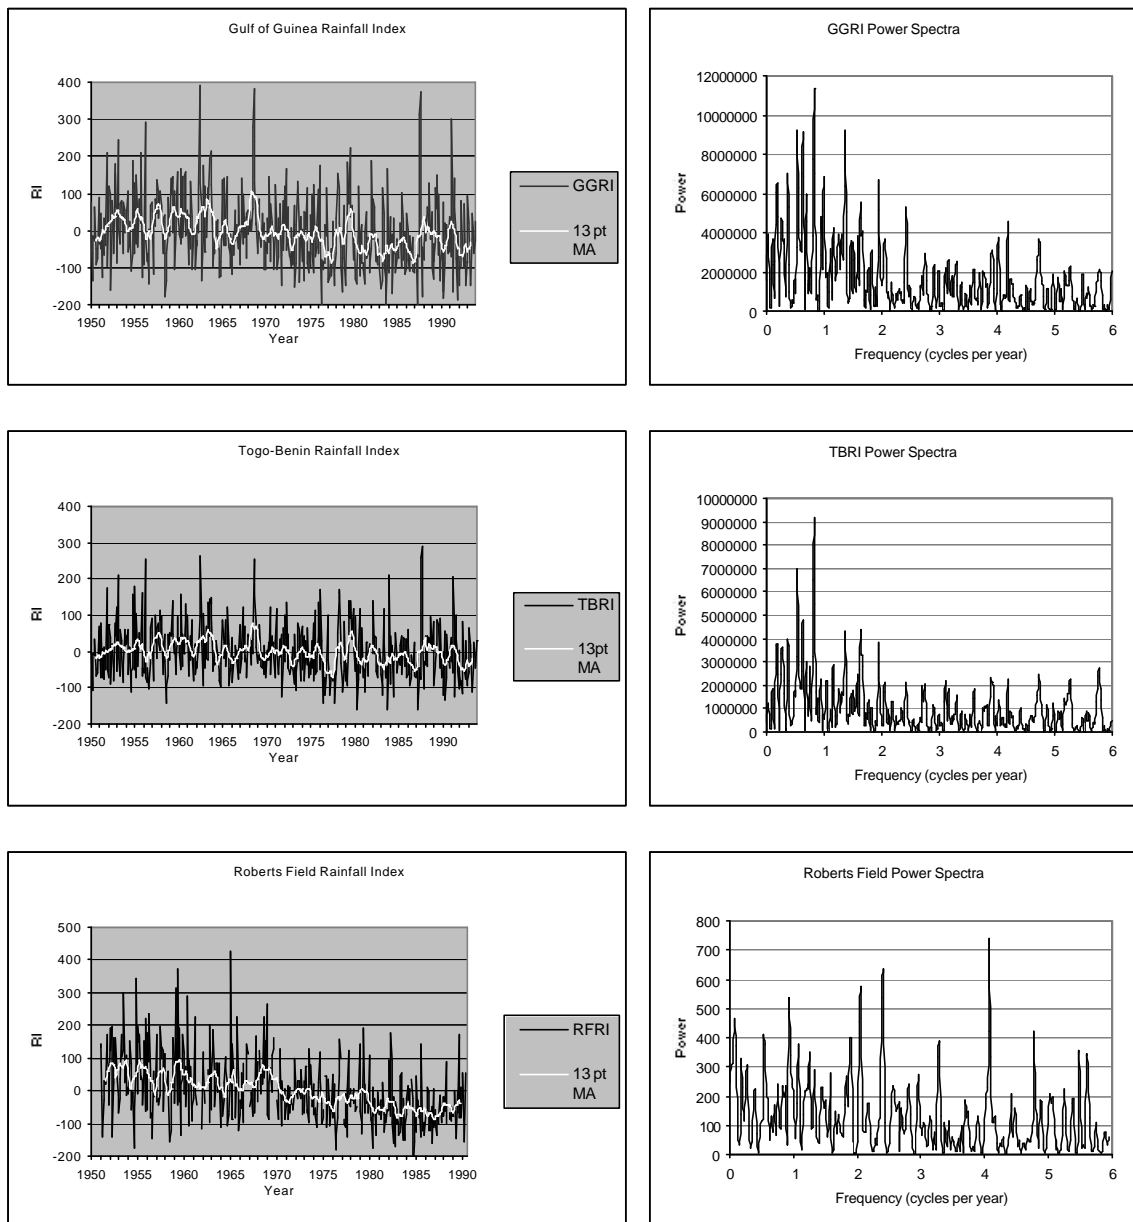 Gulf of Guinea Rainfall Index
400
300
200
100
0
-100
-200
RI
1950 1955 1960 1965 1970 1975 1980 1985 1990
Year
GGRI
13 pt
MA
GGRI Power Spectra
12000000
10000000
8000000
6000000
4000000
2000000
0
Power
0 1 2 3 4 5 6
Frequency (cycles per year)
Togo-Benin Rainfall Index
400
300
200
100
0
-100
-200
RI
1950 1955 1960 1965 1970 1975 1980 1985 1990
Year
TBRI
13pt
MA
TBRI Power Spectra
10000000
9000000
8000000
7000000
6000000
5000000
4000000
3000000
2000000
1000000
0
Power
0 1 2 3 4 5 6
Frequency (cycles per year)
Roberts Field Rainfall Index
500
400
300
200
100
0
-100
-200
RI
1950 1955 1960 1965 1970 1975 1980 1985 1990
Year
RFRI
13 pt
MA
Roberts Field Power Spectra
800
700
600
500
400
300
200
100
0
Power
0 1 2 3 4 5 6
Frequency (cycles per year)